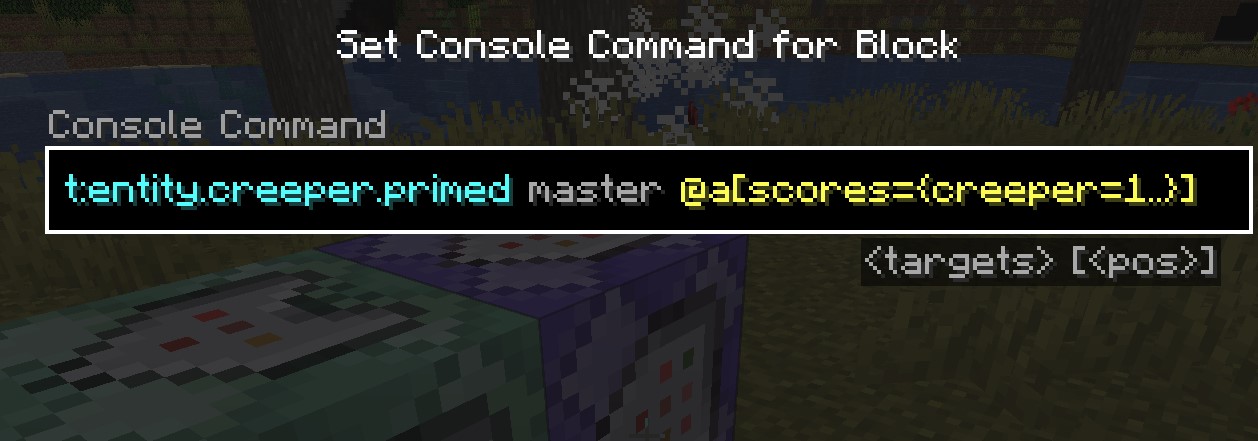 Set Console Command for Block
Console Command
t:entity.creeper.primed master @a[scores={creeper=1..}]
<targets> [<pos>]